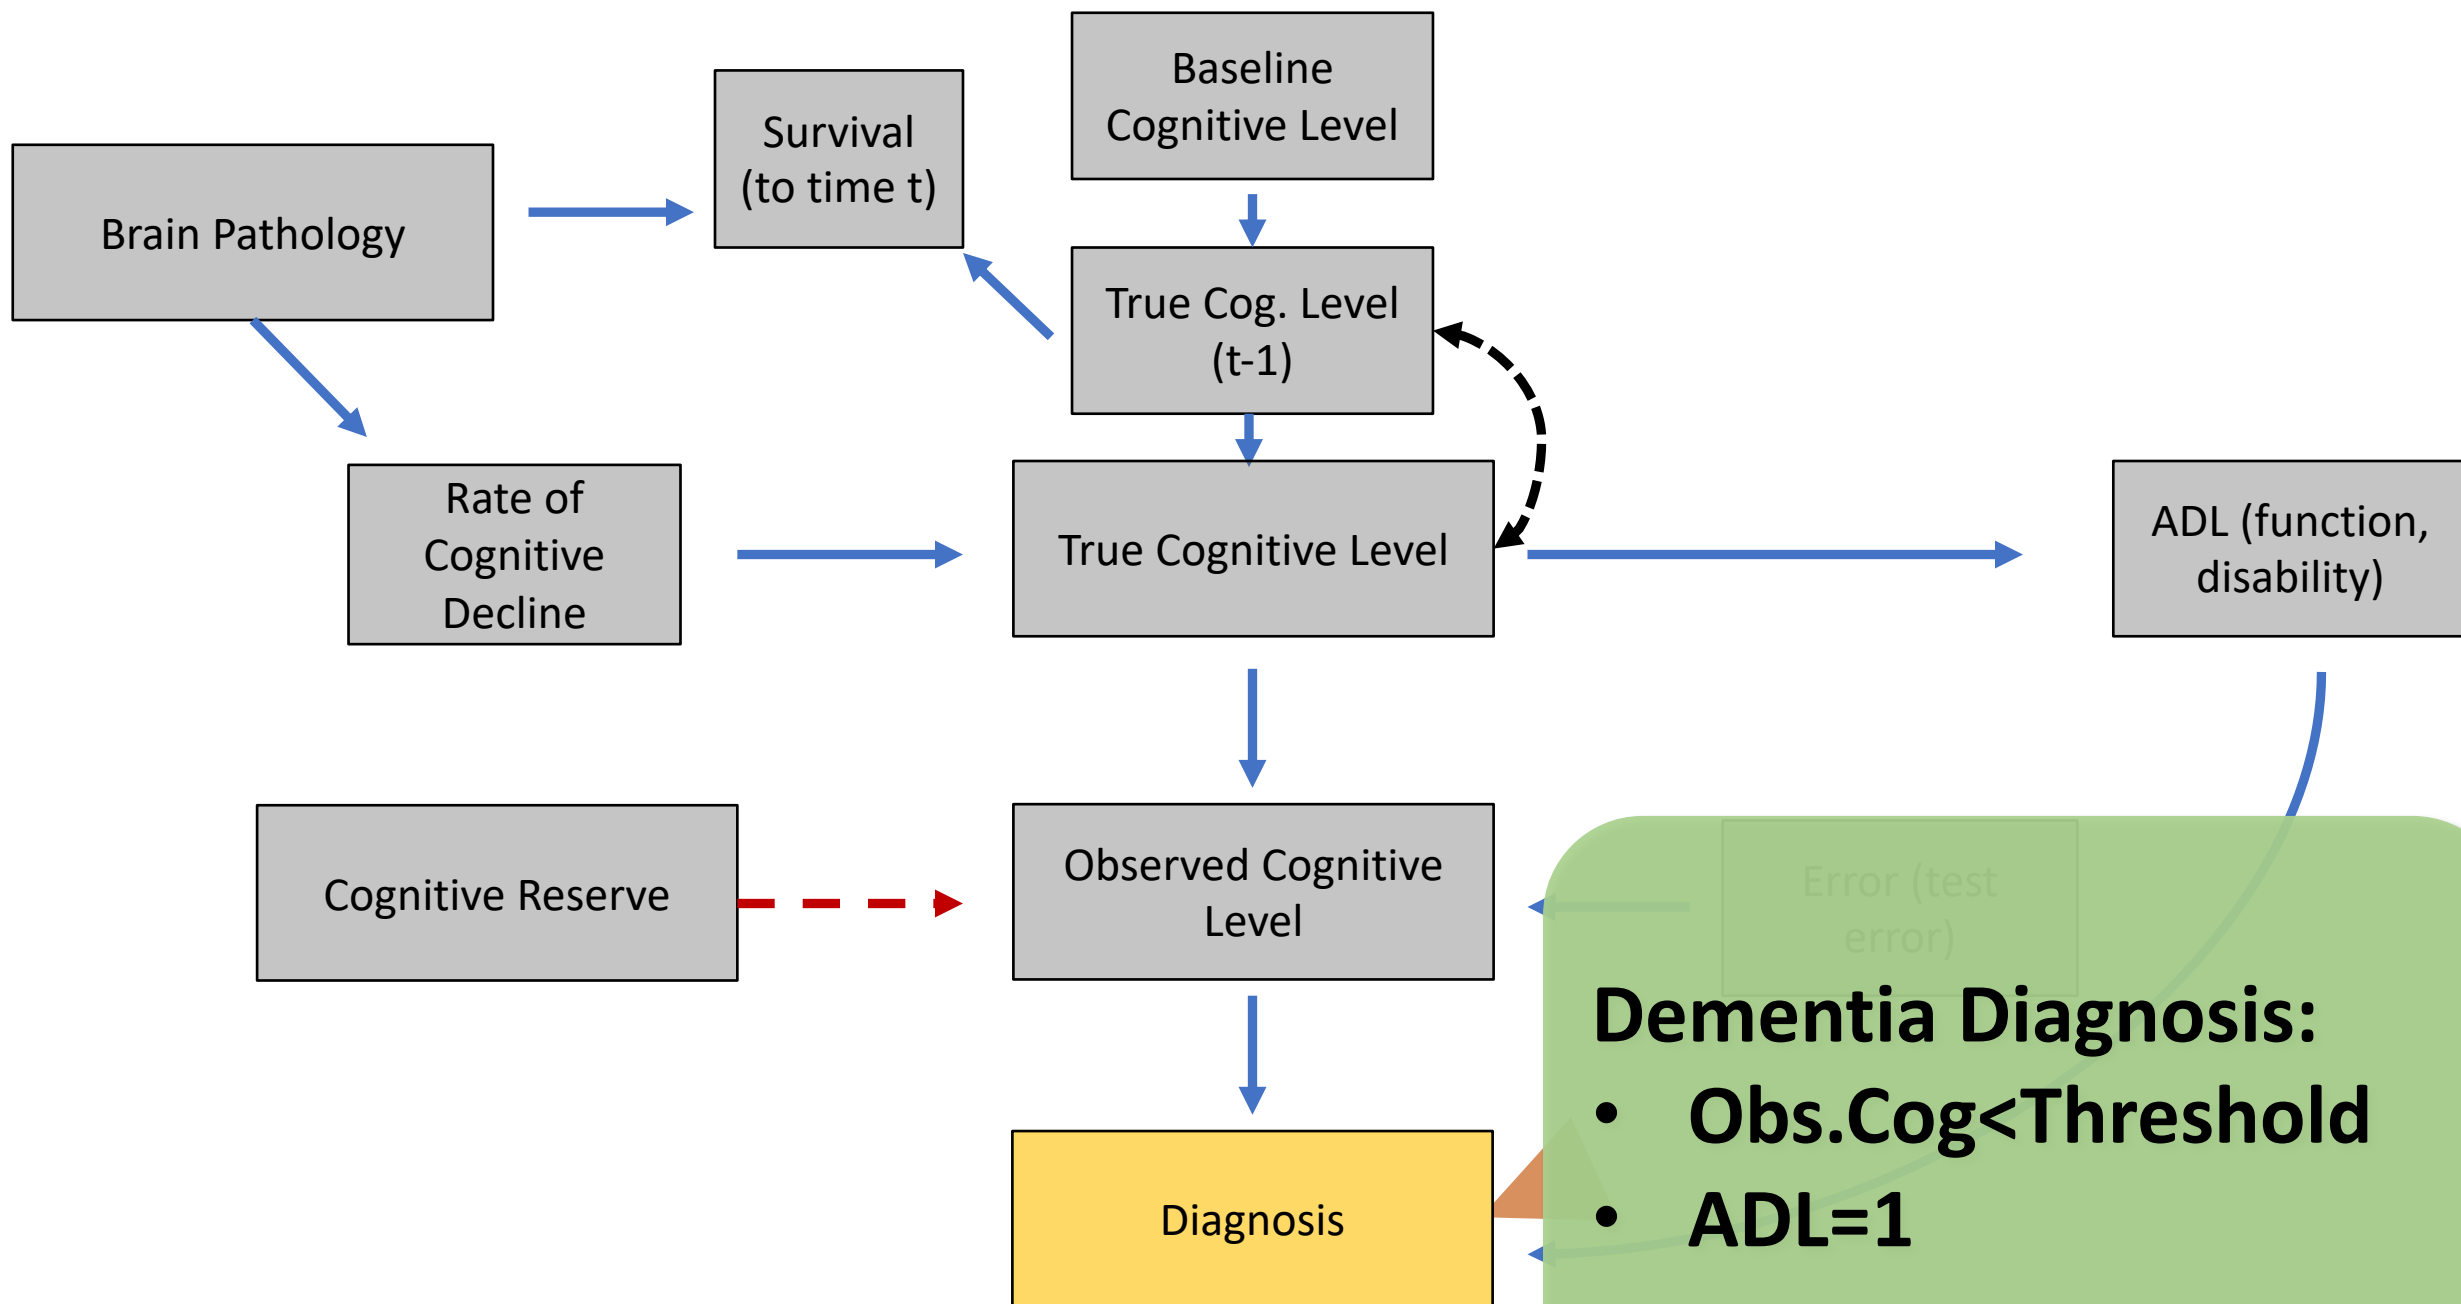 Baseline
Cognitive Level
Survival
(to time t)
Brain Pathology
True Cog. Level
(t-1)
Rate of
Cognitive
Decline
True Cognitive Level
ADL (function,
disability)
Cognitive Reserve
Observed Cognitive
Level
Error (test
error)
Dementia Diagnosis:
• Obs.Cog<Threshold
• ADL=1
Diagnosis